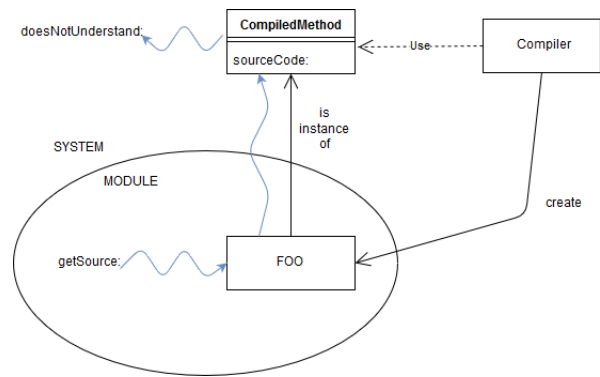 CompiledMethod
doesNotUnderstand:
sourceCode:
Use
Compiler
is
instance
of
SYSTEM
MODULE
create
getSource:
FOO